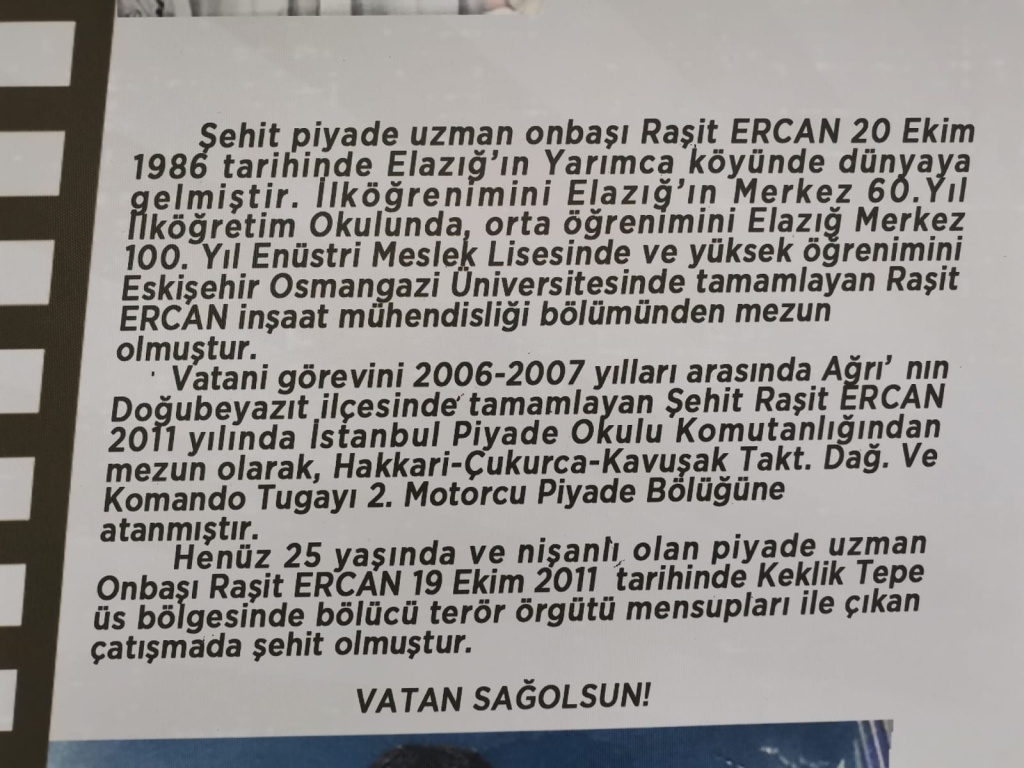 Şehit piyade uzman onbaşı Raşit ERCAN 20 Ekim
1986 tarihinde Elazığ'ın Yarımca köyünde dünyaya
gelmiştir. İlköğrenimini Elazığ'ın Merkez 60.Yıl
İlköğretim Okulunda, orta öğrenimini Elazığ Merkez
100. Yıl Enüstri Meslek Lisesinde ve yüksek öğrenimini
Eskişehir Osmangazi Üniversitesinde tamamlayan Raşit
ERCAN inşaat mühendisliği bölümünden mezun
olmuştur.
Vatani görevini 2006-2007 yılları arasında Ağrı' nın
Doğubeyazıt ilçesinde tamamlayan Şehit Raşit ERCAN
2011 yılında İstanbul Piyade Okulu Komutanlığından
mezun olarak, Hakkari-Çukurca-Kavuşak Takt. Dağ. Ve
Komando Tugayı 2. Motorcu Piyade Bölüğüne
atanmıştır.
Henüz 25 yaşında ve nişanlı olan piyade uzman
Onbaşı Raşit ERCAN 19 Ekim 2011 tarihinde Keklik Tepe
üs bölgesinde bölücü terör örgütü mensupları ile çıkan
çatışmada şehit olmuştur.
VATAN SAĞOLSUN!